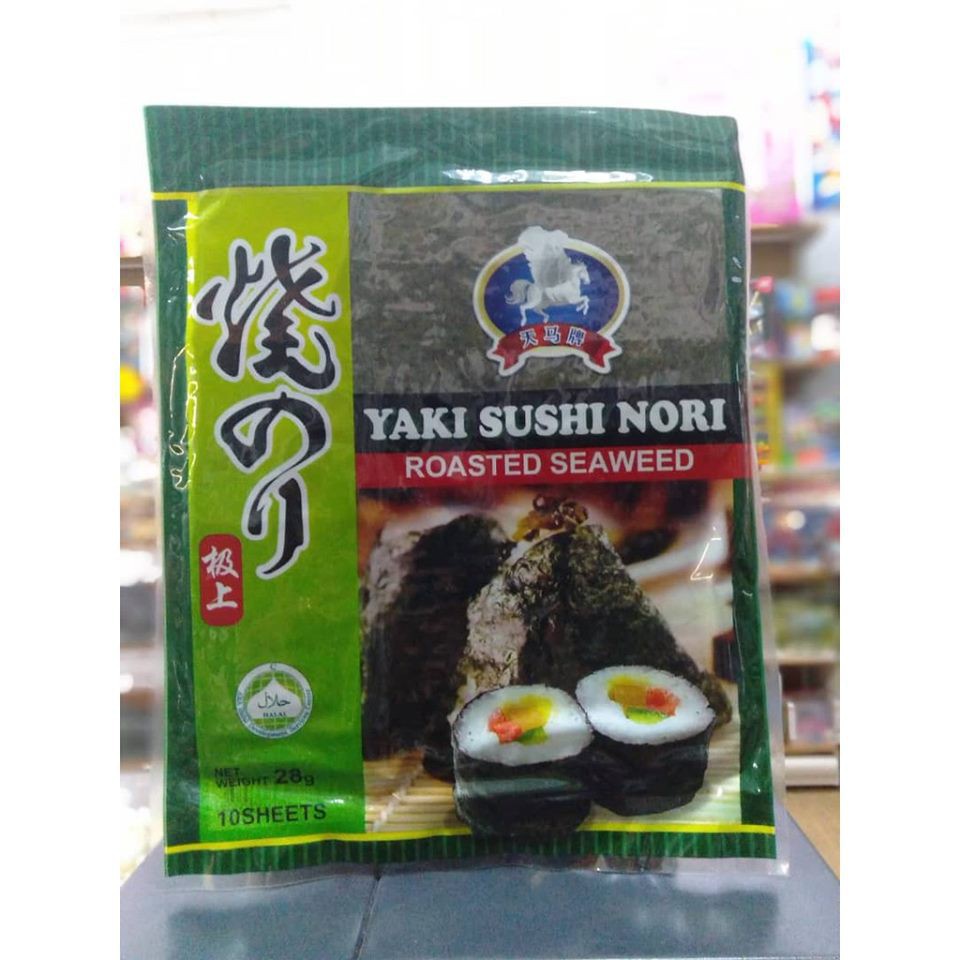 焼のり
极上
天马牌
YAKI SUSHI NORI
ROASTED SEAWEED
حلال
HALAL
NET
WEIGHT 28g
10SHEETS